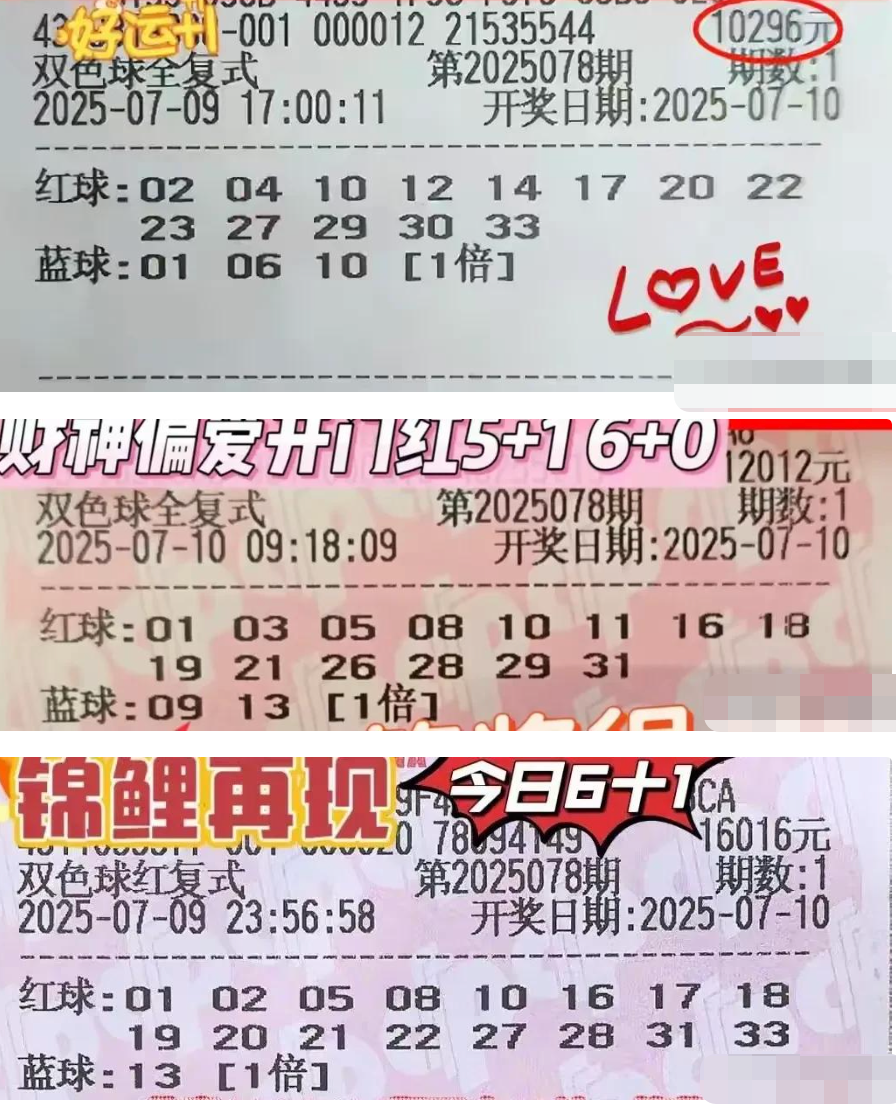 好运+1 -001 000012 21535544 10296元
双色球全复式 第2025078期 期数:1
2025-07-09 17:00:11 开奖日期:2025-07-10
红球:02 04 10 12 14 17 20 22
23 27 29 30 33
蓝球:01 06 10 [1倍]
LOVE
财神偏爱开门红5+1 6+0
12012元
双色球全复式 第2025078期 期数:1
2025-07-10 09:18:09 开奖日期:2025-07-10
红球:01 03 05 08 10 11 16 18
19 21 26 28 29 31
蓝球:09 13 [1倍]
锦鲤再现 今日6+1
16016元
双色球红复式 第2025078期 期数:1
2025-07-09 23:56:58 开奖日期:2025-07-10
红球:01 02 05 08 10 16 17 18
19 20 21 22 27 28 31 33
蓝球:13 [1倍]